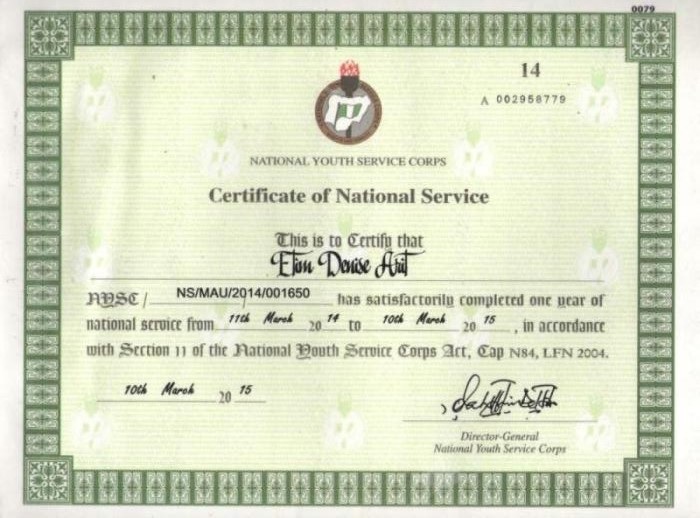 0079
14
A 002958779
NATIONAL YOUTH SERVICE CORPS
Certificate of National Service
This is to Certify that
Etim Denise Arit
NYSC / NS/MAU/2014/001650 has satisfactorily completed one year of
national service from 11th March 20 14 to 10th March 20 15 , in accordance
with Section 11 of the National Youth Service Corps Act, Cap N84, LFN 2004.
10th March 20 15
Director-General
National Youth Service Corps